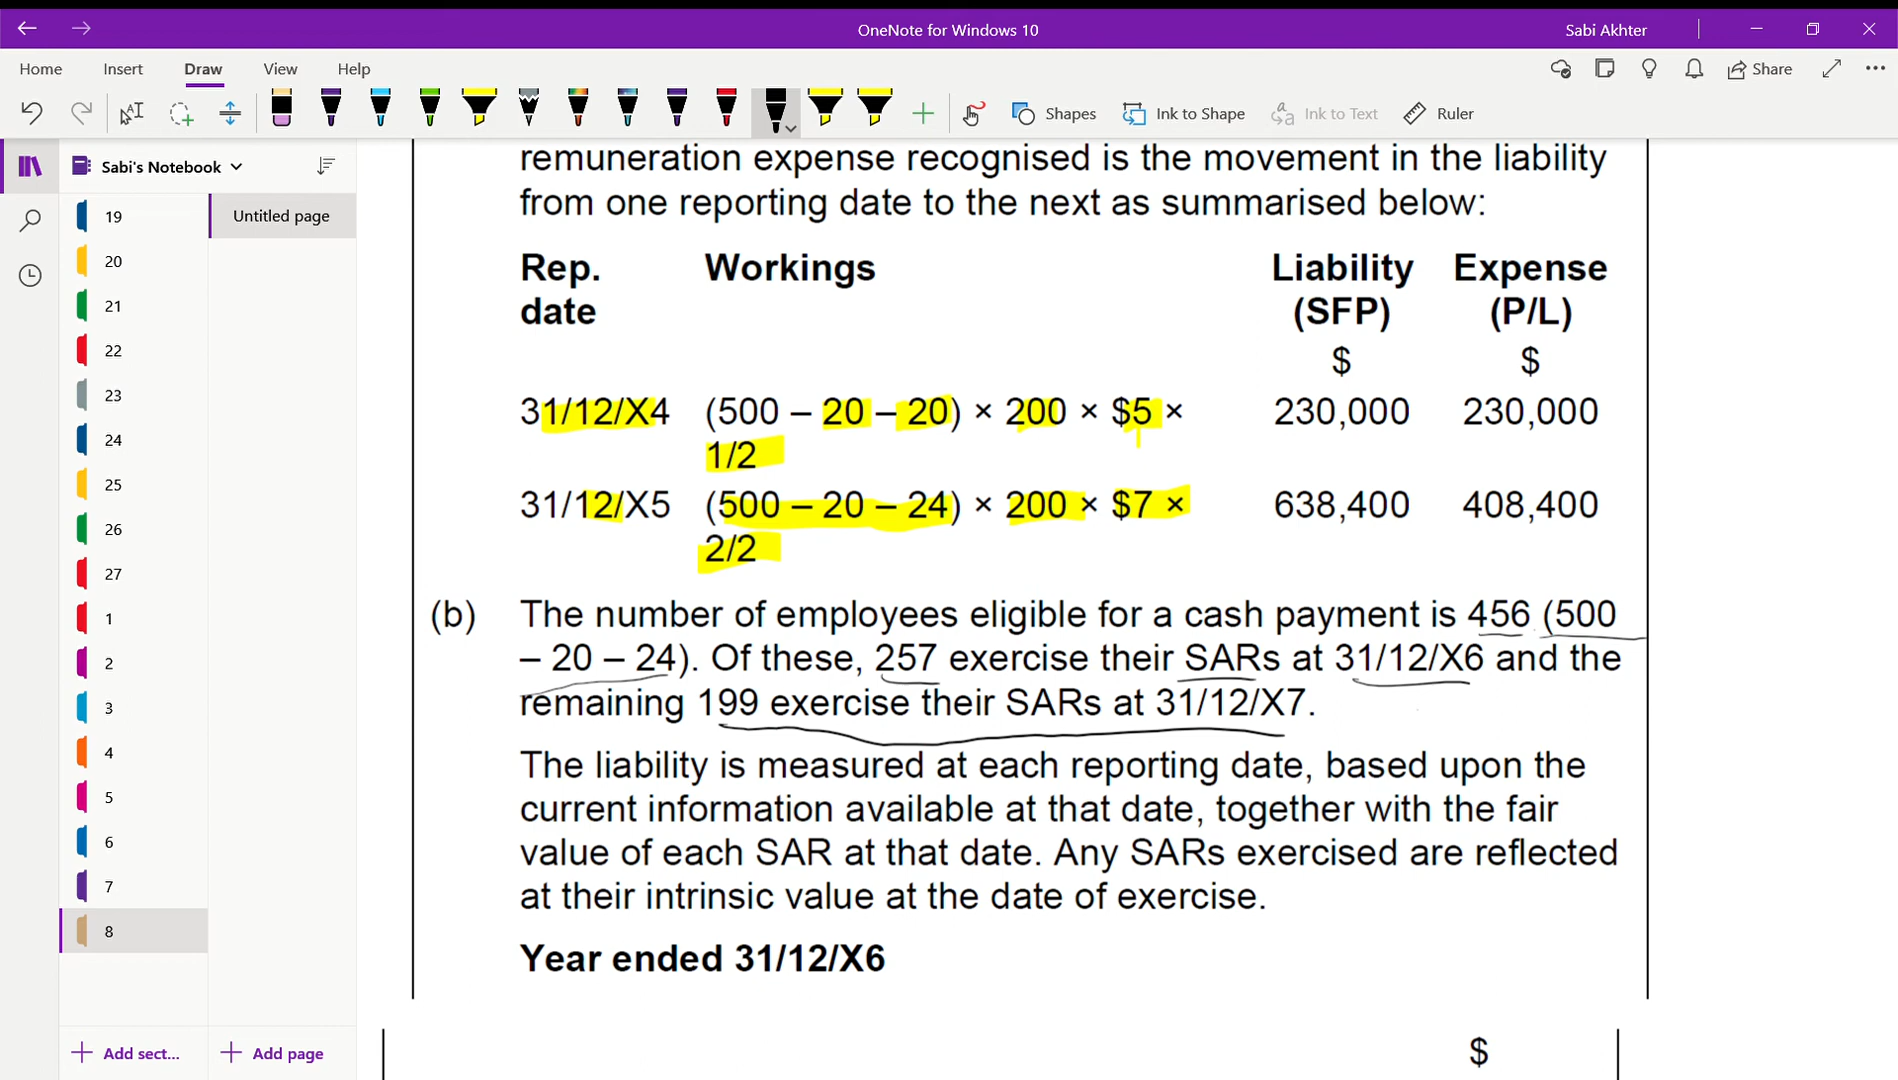 OneNote for Windows 10
Sabi Akhter
Home Insert Draw View Help
Share
Shapes Ink to Shape Ink to Text Ruler
Sabi's Notebook
Untitled page
19
20
21
22
23
24
25
26
27
1
2
3
4
5
6
7
8
Add sect...
Add page
remuneration expense recognised is the movement in the liability
from one reporting date to the next as summarised below:
Rep. Workings Liability Expense
date (SFP) (P/L)
$ $
31/12/X4 (500 – 20 – 20) × 200 × $5 × 230,000 230,000
1/2
31/12/X5 (500 – 20 – 24) × 200 × $7 × 638,400 408,400
2/2
(b) The number of employees eligible for a cash payment is 456 (500
– 20 – 24). Of these, 257 exercise their SARs at 31/12/X6 and the
remaining 199 exercise their SARs at 31/12/X7.
The liability is measured at each reporting date, based upon the
current information available at that date, together with the fair
value of each SAR at that date. Any SARs exercised are reflected
at their intrinsic value at the date of exercise.
Year ended 31/12/X6
$